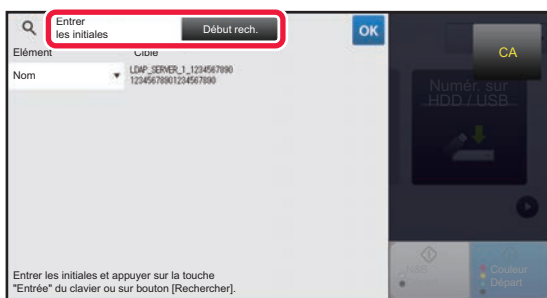 Entrer
les initiales
Début rech.
OK
CA
Elément
Cible
Nom
LDAP_SERVER_1_1234567890
12345678901234567890
Numér. sur
HDD / USB
N&B
Départ
Couleur
Départ
Entrer les initiales et appuyer sur la touche
"Entrée" du clavier ou sur bouton [Rechercher].